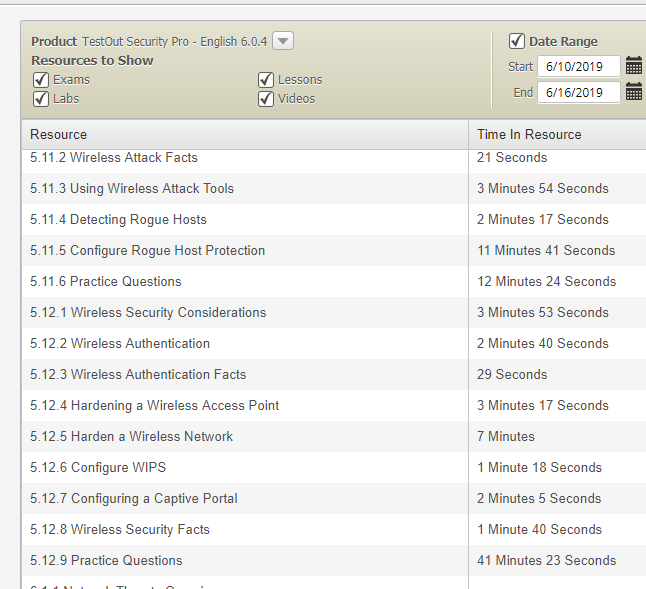 Product TestOut Security Pro - English 6.0.4
Resources to Show
Exams Lessons
Labs Videos
Date Range
Start 6/10/2019
End 6/16/2019
Resource Time In Resource
5.11.2 Wireless Attack Facts 21 Seconds
5.11.3 Using Wireless Attack Tools 3 Minutes 54 Seconds
5.11.4 Detecting Rogue Hosts 2 Minutes 17 Seconds
5.11.5 Configure Rogue Host Protection 11 Minutes 41 Seconds
5.11.6 Practice Questions 12 Minutes 24 Seconds
5.12.1 Wireless Security Considerations 3 Minutes 53 Seconds
5.12.2 Wireless Authentication 2 Minutes 40 Seconds
5.12.3 Wireless Authentication Facts 29 Seconds
5.12.4 Hardening a Wireless Access Point 3 Minutes 17 Seconds
5.12.5 Harden a Wireless Network 7 Minutes
5.12.6 Configure WIPS 1 Minute 18 Seconds
5.12.7 Configuring a Captive Portal 2 Minutes 5 Seconds
5.12.8 Wireless Security Facts 1 Minute 40 Seconds
5.12.9 Practice Questions 41 Minutes 23 Seconds